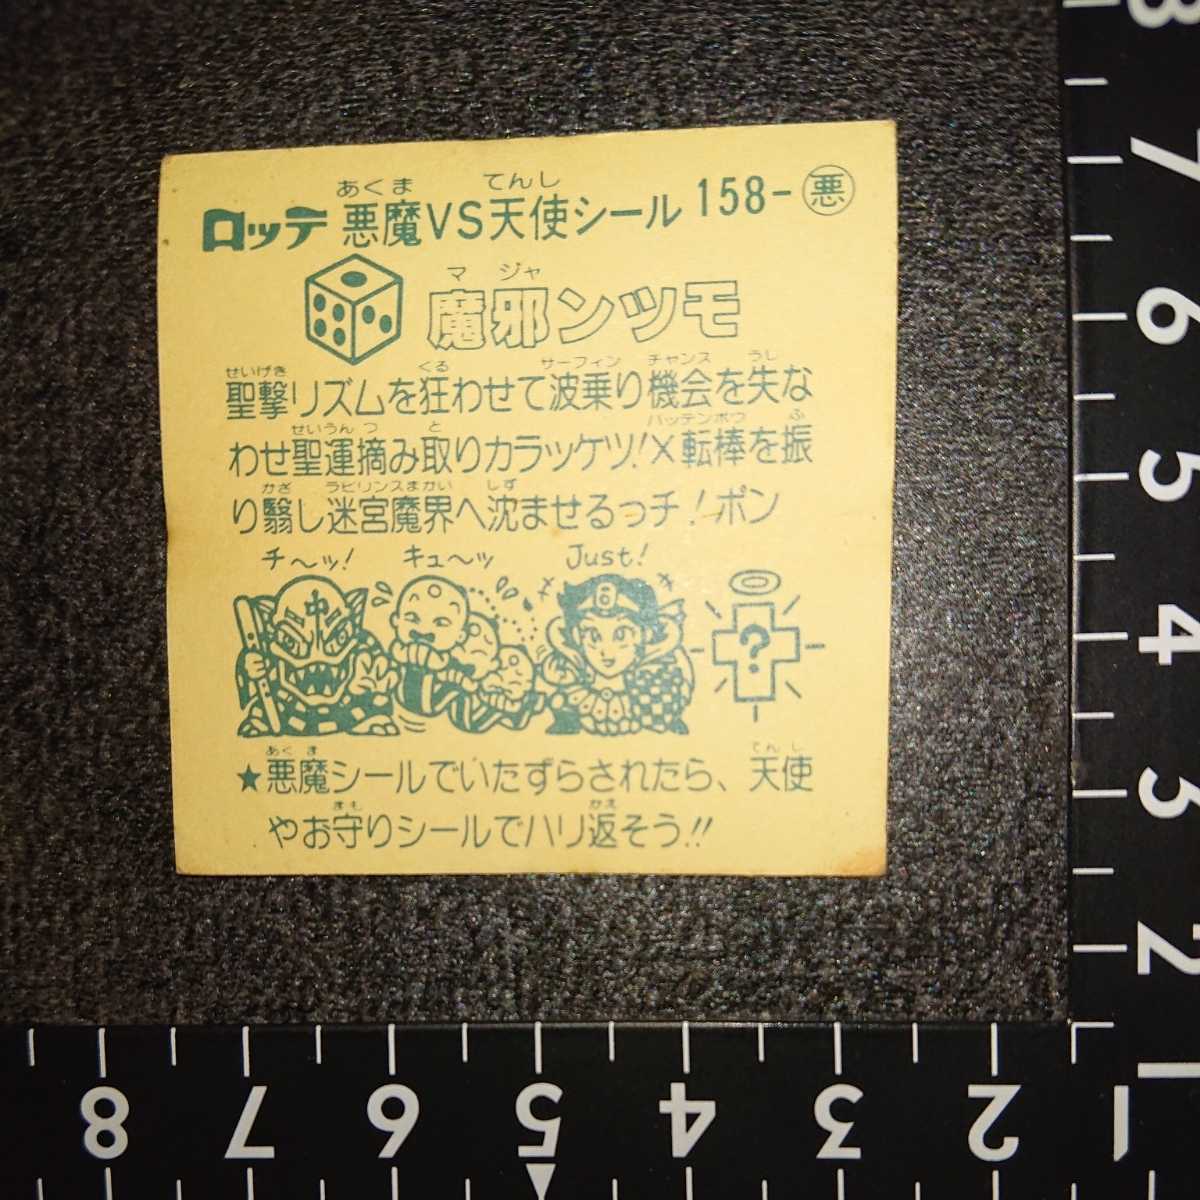 あくま てんし
ロッテ 悪魔VS天使シール 158-悪
マ ジャ
魔邪ンツモ
せいげき くる サーフィン チャンス うし
聖撃リズムを狂わせて波乗り機会を失な
せいうん つ と バッテンボウ ふ
わせ聖運摘み取りカラッケツ!×転棒を振
かざ ラビリンスまかい しず
り翳し迷宮魔界へ沈ませるっチ!ポン
チ〜ッ! キュ〜ッ Just!
中 ?
あく ま てん し
★悪魔シールでいたずらされたら、天使
まも かえ
やお守りシールでハリ返そう!!
8
7
6
5
4
3
2
1
8 7 6 5 4 3 2 1